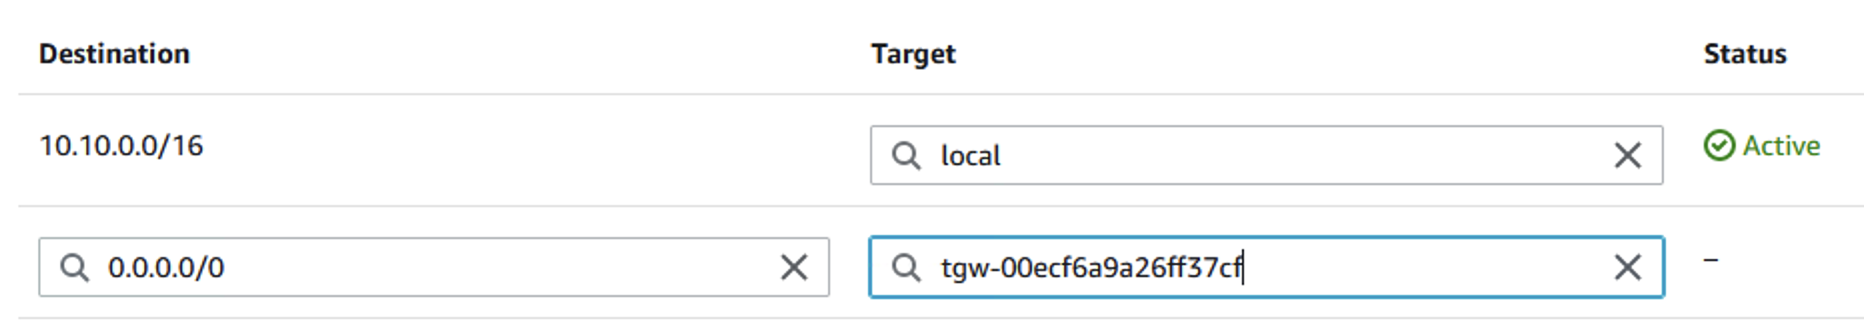 Destination Target Status
10.10.0.0/16 local Active
0.0.0.0/0 tgw-00ecf6a9a26ff37cf –